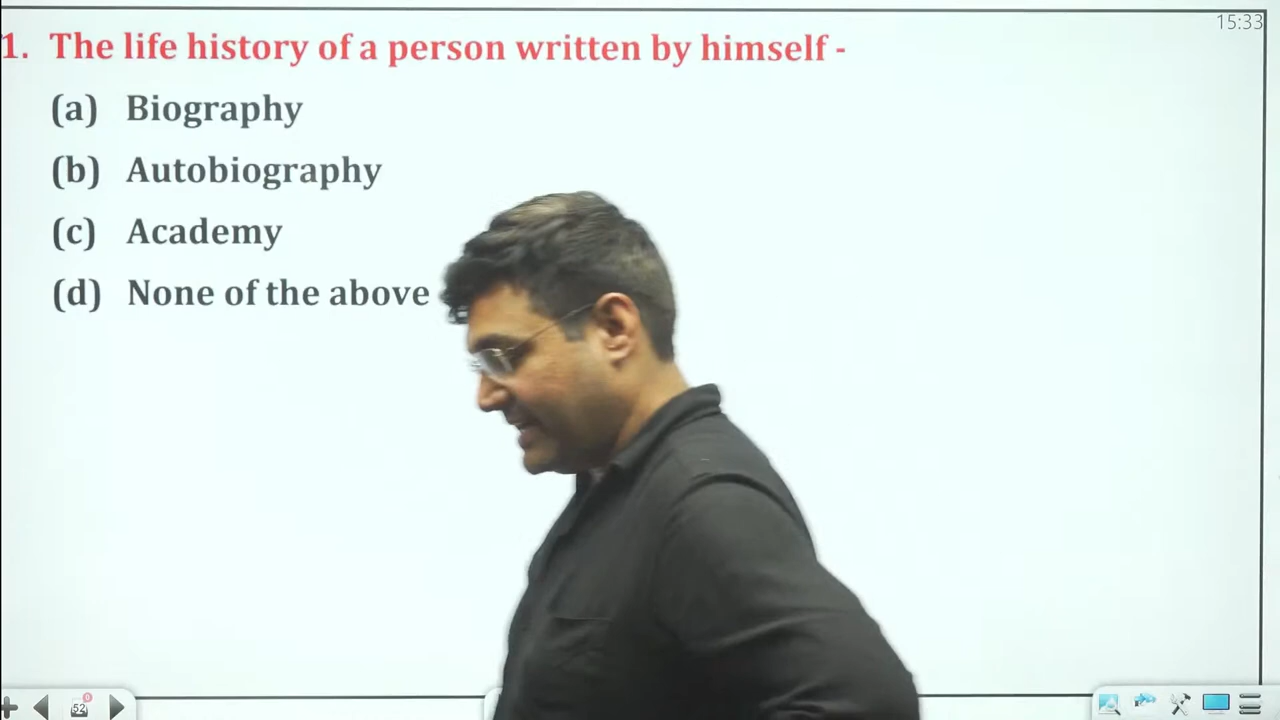 15:33
1. The life history of a person written by himself -
(a) Biography
(b) Autobiography
(c) Academy
(d) None of the above
52